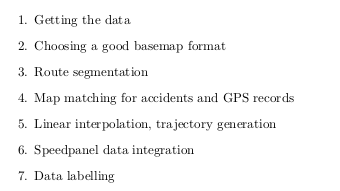 1. Getting the data
2. Choosing a good basemap format
3. Route segmentation
4. Map matching for accidents and GPS records
5. Linear interpolation, trajectory generation
6. Speedpanel data integration
7. Data labelling